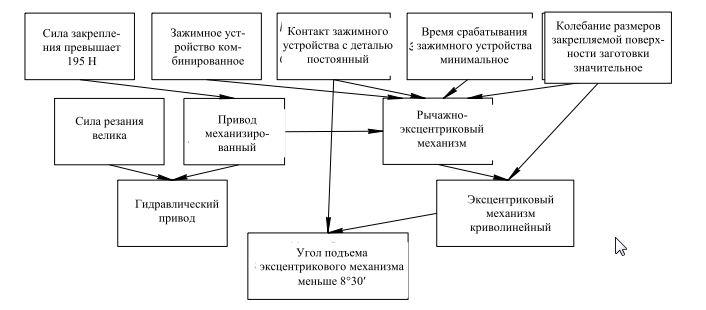 Сила закрепле-
ния превышает
195 Н
Зажимное уст-
ройство ком-
бинированное
Контакт зажимного
устройства с деталью
постоянный
Время срабатывания
зажимного устройства
минимальное
Колебание размеров
закрепляемой поверх-
ности заготовки
значительное
Сила резания
велика
Привод
механизиро-
ванный
Рычажно-
эксцентриковый
механизм
Гидравлический
привод
Эксцентриковый
механизм
криволинейный
Угол подъема
эксцентрикового механизма
меньше 8°30′